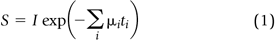 S = I exp(−∑ᵢ μᵢtᵢ) (1)